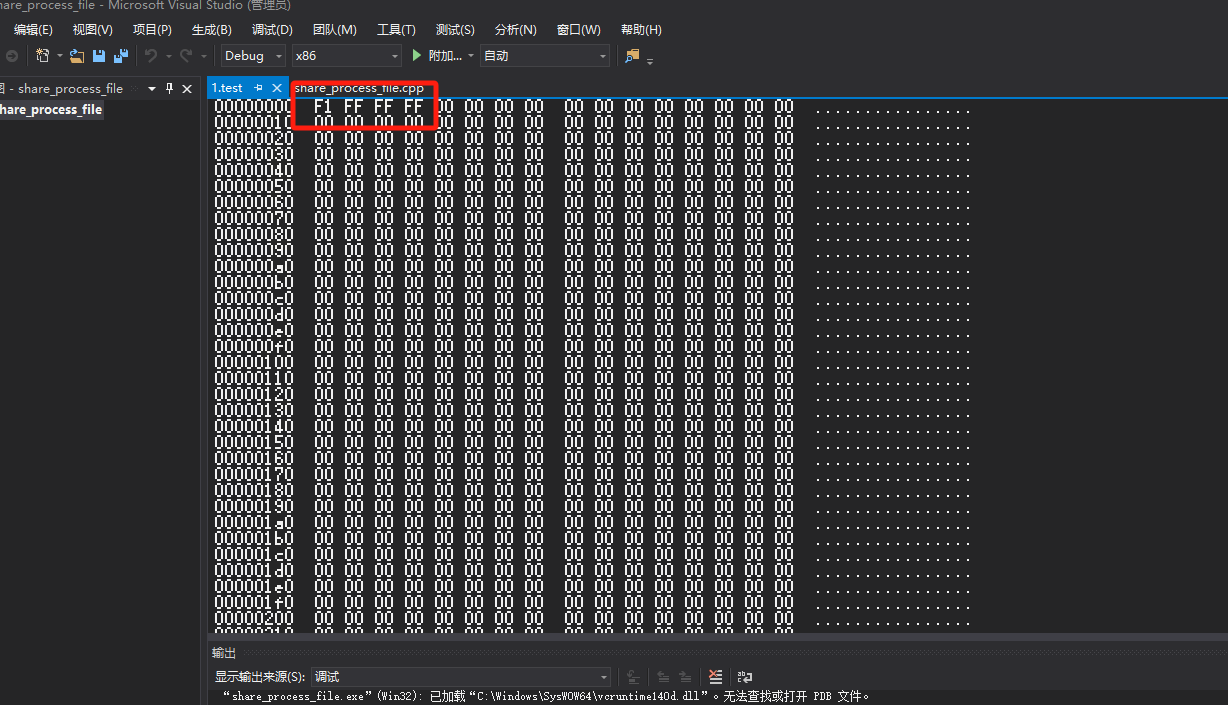 hare_process_file - Microsoft Visual Studio (管理员)
编辑(E) 视图(V) 项目(P) 生成(B) 调试(D) 团队(M) 工具(T) 测试(S) 分析(N) 窗口(W) 帮助(H)
Debug x86 附加... 自动
- share_process_file 1.test share_process_file.cpp
hare_process_file
00000000 F1 FF FF FF 00 00 00 00 00 00 00 00 00 00 00 00 ................
00000010 00 00 00 00 00 00 00 00 00 00 00 00 00 00 00 00 ................
00000020 00 00 00 00 00 00 00 00 00 00 00 00 00 00 00 00 ................
00000030 00 00 00 00 00 00 00 00 00 00 00 00 00 00 00 00 ................
00000040 00 00 00 00 00 00 00 00 00 00 00 00 00 00 00 00 ................
00000050 00 00 00 00 00 00 00 00 00 00 00 00 00 00 00 00 ................
00000060 00 00 00 00 00 00 00 00 00 00 00 00 00 00 00 00 ................
00000070 00 00 00 00 00 00 00 00 00 00 00 00 00 00 00 00 ................
00000080 00 00 00 00 00 00 00 00 00 00 00 00 00 00 00 00 ................
00000090 00 00 00 00 00 00 00 00 00 00 00 00 00 00 00 00 ................
000000a0 00 00 00 00 00 00 00 00 00 00 00 00 00 00 00 00 ................
000000b0 00 00 00 00 00 00 00 00 00 00 00 00 00 00 00 00 ................
000000c0 00 00 00 00 00 00 00 00 00 00 00 00 00 00 00 00 ................
000000d0 00 00 00 00 00 00 00 00 00 00 00 00 00 00 00 00 ................
000000e0 00 00 00 00 00 00 00 00 00 00 00 00 00 00 00 00 ................
000000f0 00 00 00 00 00 00 00 00 00 00 00 00 00 00 00 00 ................
00000100 00 00 00 00 00 00 00 00 00 00 00 00 00 00 00 00 ................
00000110 00 00 00 00 00 00 00 00 00 00 00 00 00 00 00 00 ................
00000120 00 00 00 00 00 00 00 00 00 00 00 00 00 00 00 00 ................
00000130 00 00 00 00 00 00 00 00 00 00 00 00 00 00 00 00 ................
00000140 00 00 00 00 00 00 00 00 00 00 00 00 00 00 00 00 ................
00000150 00 00 00 00 00 00 00 00 00 00 00 00 00 00 00 00 ................
00000160 00 00 00 00 00 00 00 00 00 00 00 00 00 00 00 00 ................
00000170 00 00 00 00 00 00 00 00 00 00 00 00 00 00 00 00 ................
00000180 00 00 00 00 00 00 00 00 00 00 00 00 00 00 00 00 ................
00000190 00 00 00 00 00 00 00 00 00 00 00 00 00 00 00 00 ................
000001a0 00 00 00 00 00 00 00 00 00 00 00 00 00 00 00 00 ................
000001b0 00 00 00 00 00 00 00 00 00 00 00 00 00 00 00 00 ................
000001c0 00 00 00 00 00 00 00 00 00 00 00 00 00 00 00 00 ................
000001d0 00 00 00 00 00 00 00 00 00 00 00 00 00 00 00 00 ................
000001e0 00 00 00 00 00 00 00 00 00 00 00 00 00 00 00 00 ................
000001f0 00 00 00 00 00 00 00 00 00 00 00 00 00 00 00 00 ................
00000200 00 00 00 00 00 00 00 00 00 00 00 00 00 00 00 00 ................
输出
显示输出来源(S): 调试
“share_process_file.exe”(Win32): 已加载“C:\Windows\SysWOW64\vcruntime140d.dll”。无法查找或打开 PDB 文件。